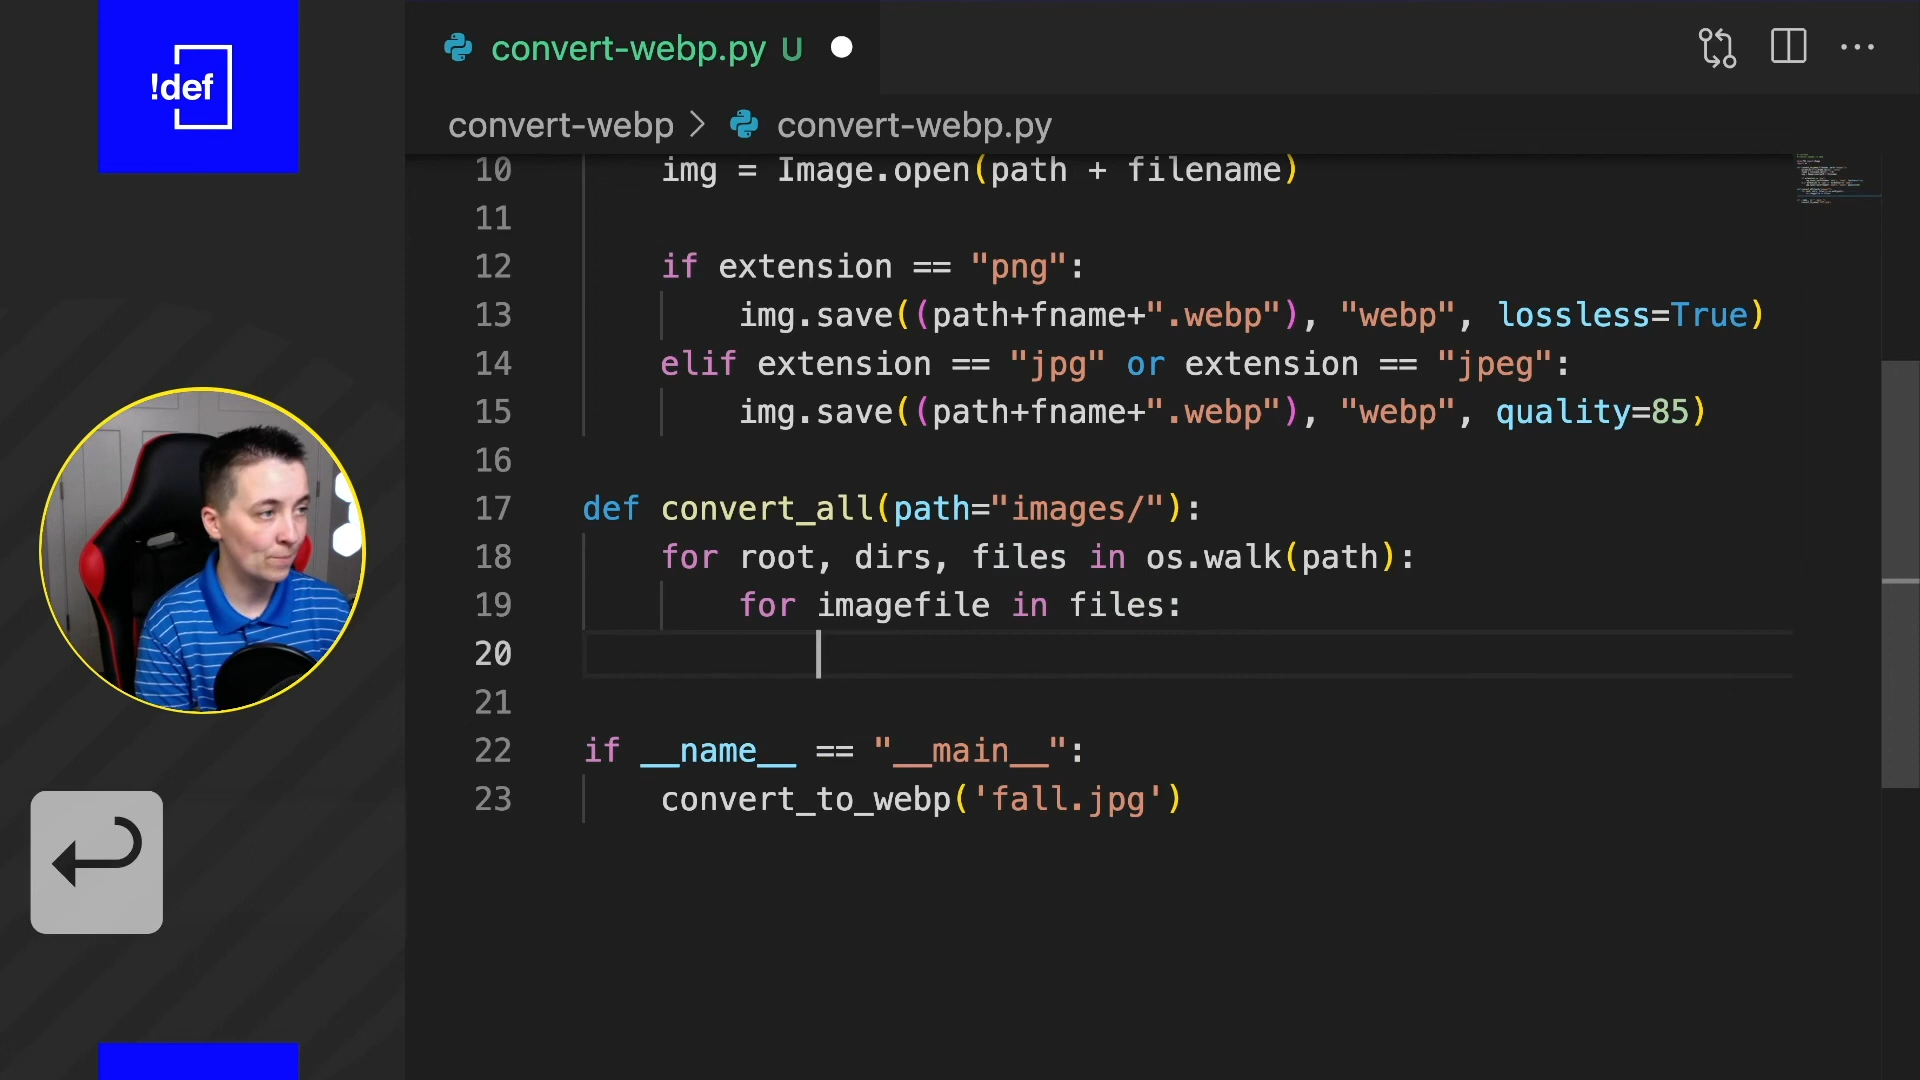 !def
convert-webp.py U
convert-webp > convert-webp.py
10 img = Image.open(path + filename)
11
12 if extension == "png":
13 img.save((path+fname+".webp"), "webp", lossless=True)
14 elif extension == "jpg" or extension == "jpeg":
15 img.save((path+fname+".webp"), "webp", quality=85)
16
17 def convert_all(path="images/"):
18 for root, dirs, files in os.walk(path):
19 for imagefile in files:
20
21
22 if __name__ == "__main__":
23 convert_to_webp('fall.jpg')